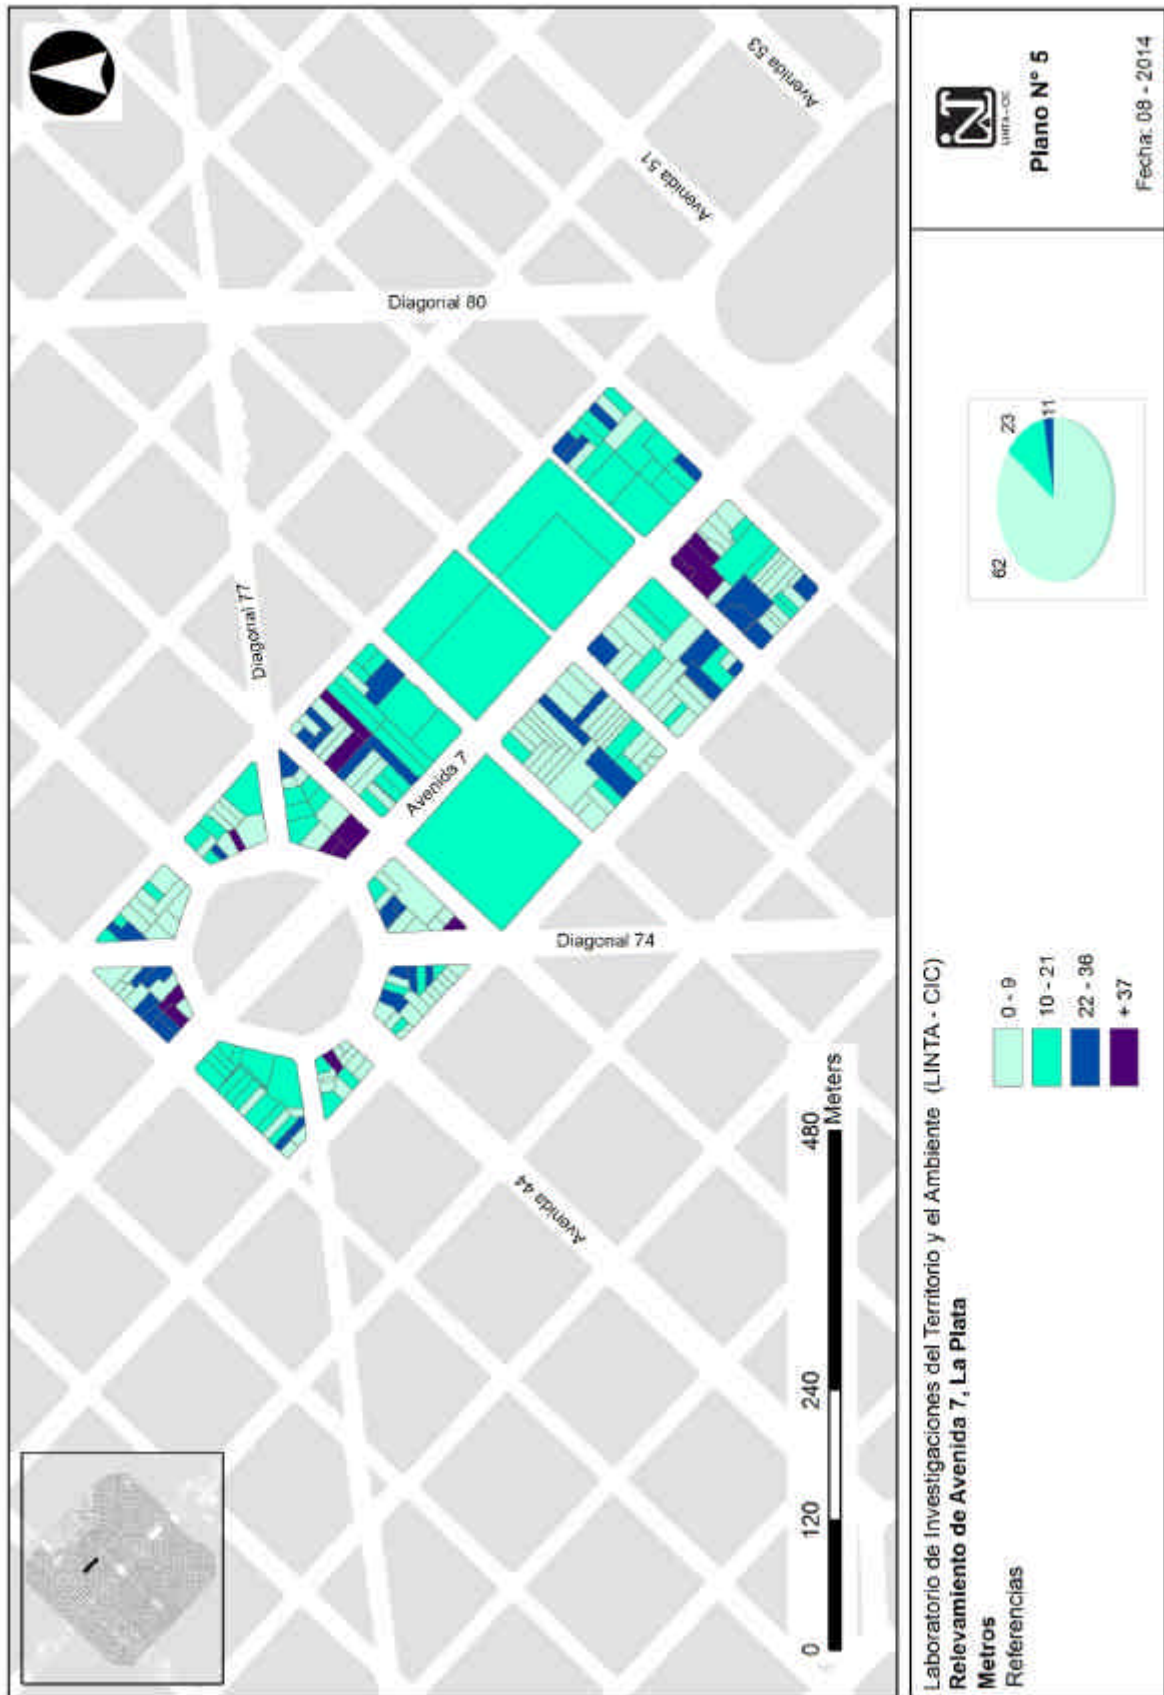 Avenida 53
Avenida 51
Diagonal 80
Diagonal 77
Avenida 7
Diagonal 74
Avenida 44
0 120 240 480
Meters
Laboratorio de Investigaciones del Territorio y el Ambiente (LINTA - CIC)
Relevamiento de Avenida 7, La Plata
Metros
Referencias
0 - 9
10 - 21
22 - 36
+ 37
62
23
11
LINTA - CIC
Plano N° 5
Fecha: 08 - 2014